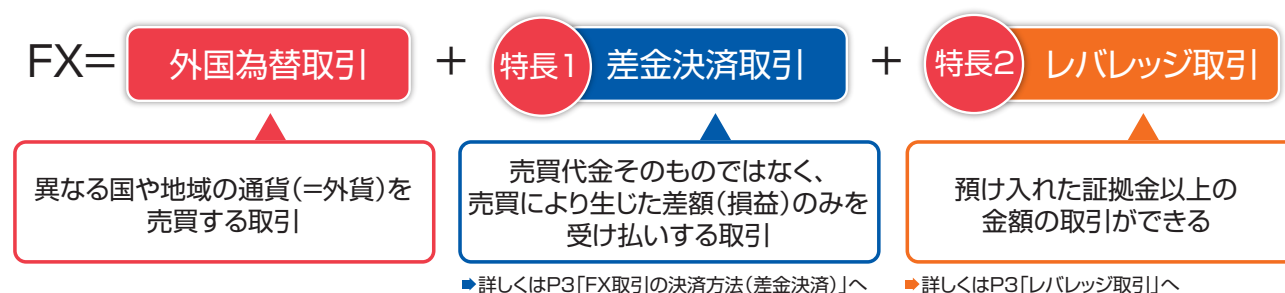 FX= 外国為替取引 + 特長1 差金決済取引 + 特長2 レバレッジ取引
異なる国や地域の通貨(=外貨)を
売買する取引
売買代金そのものではなく、
売買により生じた差額(損益)のみを
受け払いする取引
➡詳しくはP3「FX取引の決済方法(差金決済)」へ
預け入れた証拠金以上の
金額の取引ができる
➡詳しくはP3「レバレッジ取引」へ